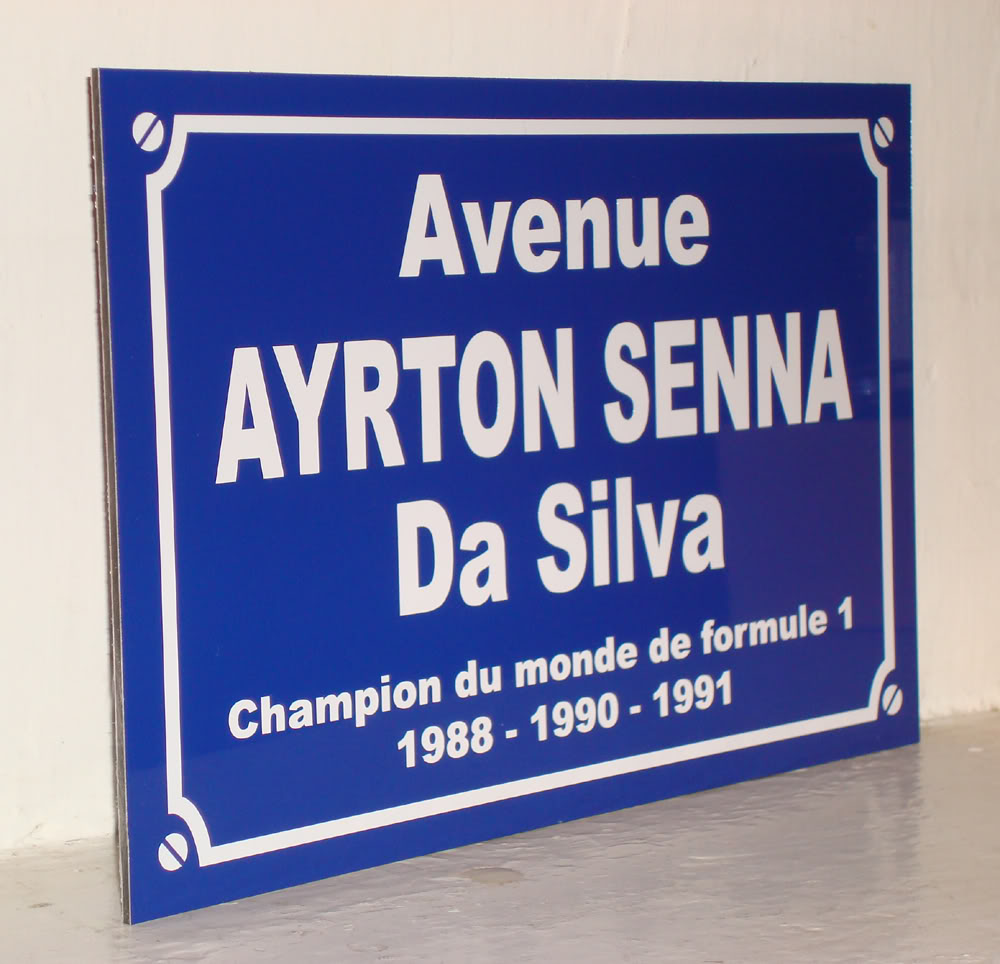 Avenue
AYRTON SENNA
Da Silva
Champion du monde de formule 1
1988 - 1990 - 1991